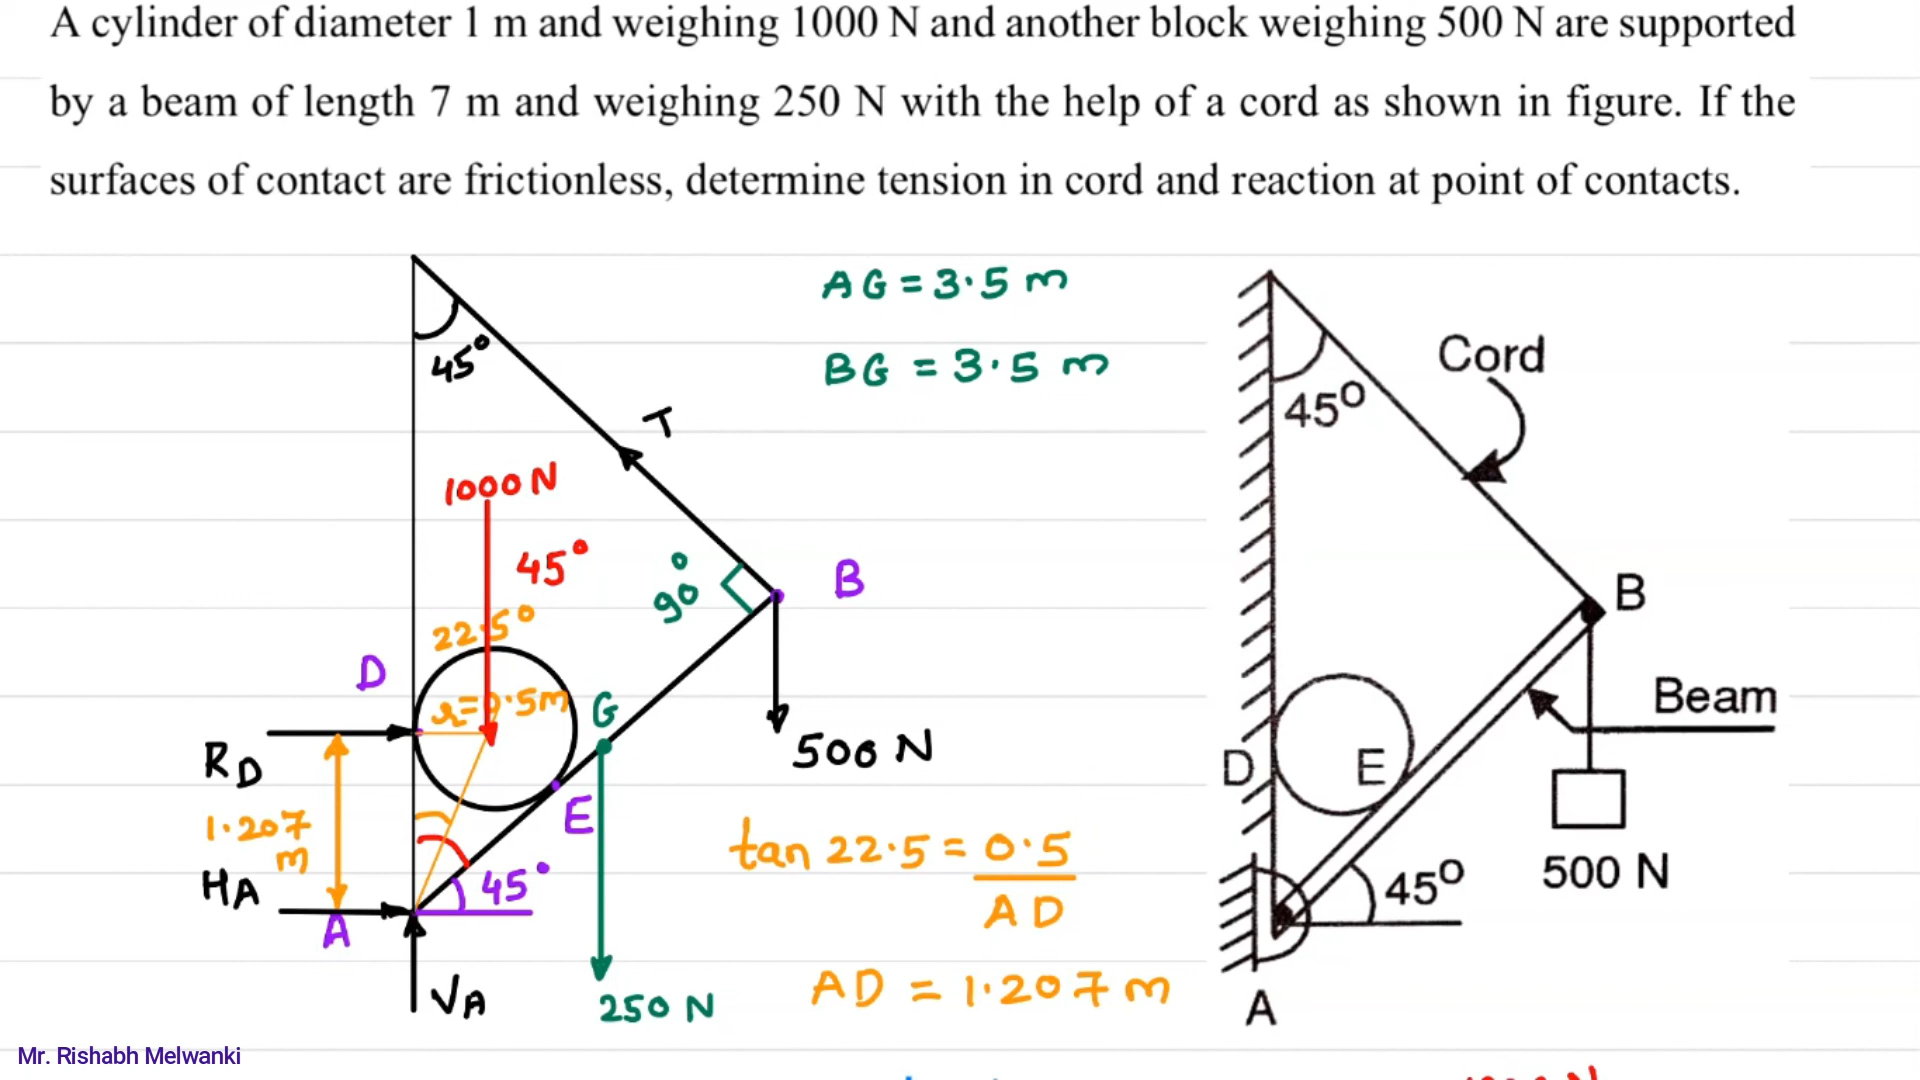 A cylinder of diameter 1 m and weighing 1000 N and another block weighing 500 N are supported
by a beam of length 7 m and weighing 250 N with the help of a cord as shown in figure. If the
surfaces of contact are frictionless, determine tension in cord and reaction at point of contacts.
AG = 3.5 m
BG = 3.5 m
45°
T
1000 N
45°
22.5°
90°
B
D
r=0.5m
G
RD
500 N
E
1.207
m
HA
45°
A
VA
250 N
tan 22.5 = 0.5
AD
AD = 1.207 m
Cord
45°
B
Beam
D
E
45°
500 N
A
Mr. Rishabh Melwanki